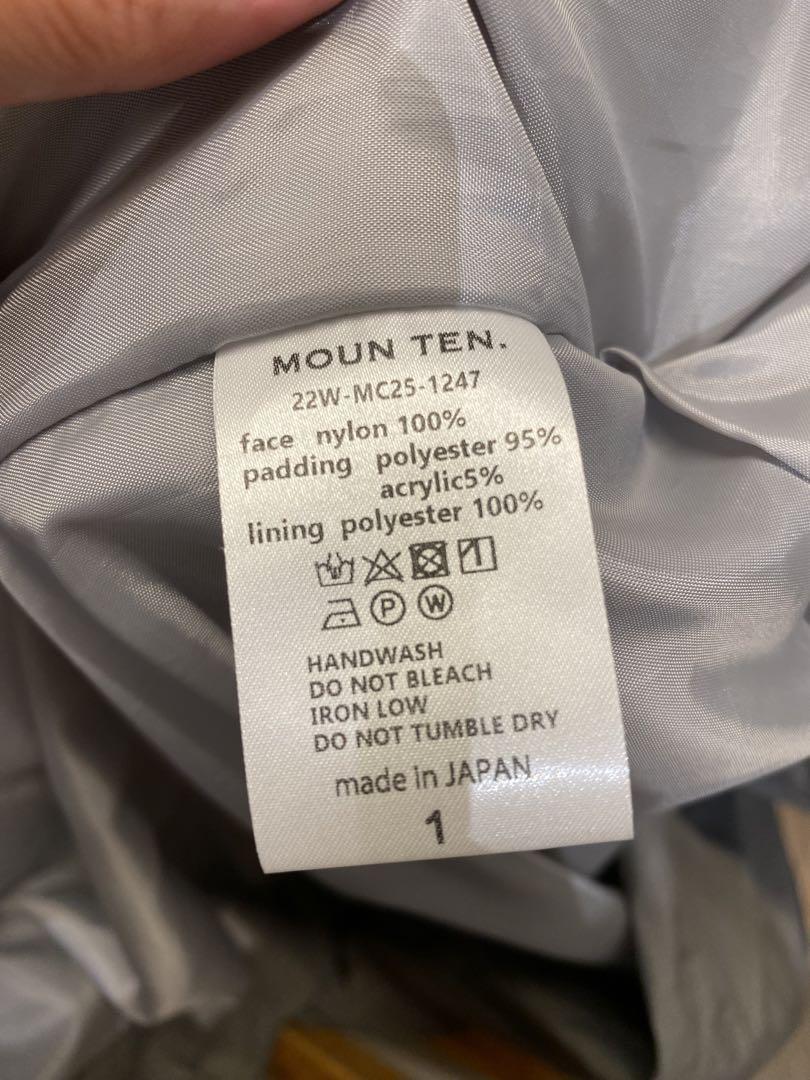 MOUN TEN.
22W-MC25-1247
face nylon 100%
padding polyester 95%
acrylic5%
lining polyester 100%
P W
HANDWASH
DO NOT BLEACH
IRON LOW
DO NOT TUMBLE DRY
made in JAPAN
1